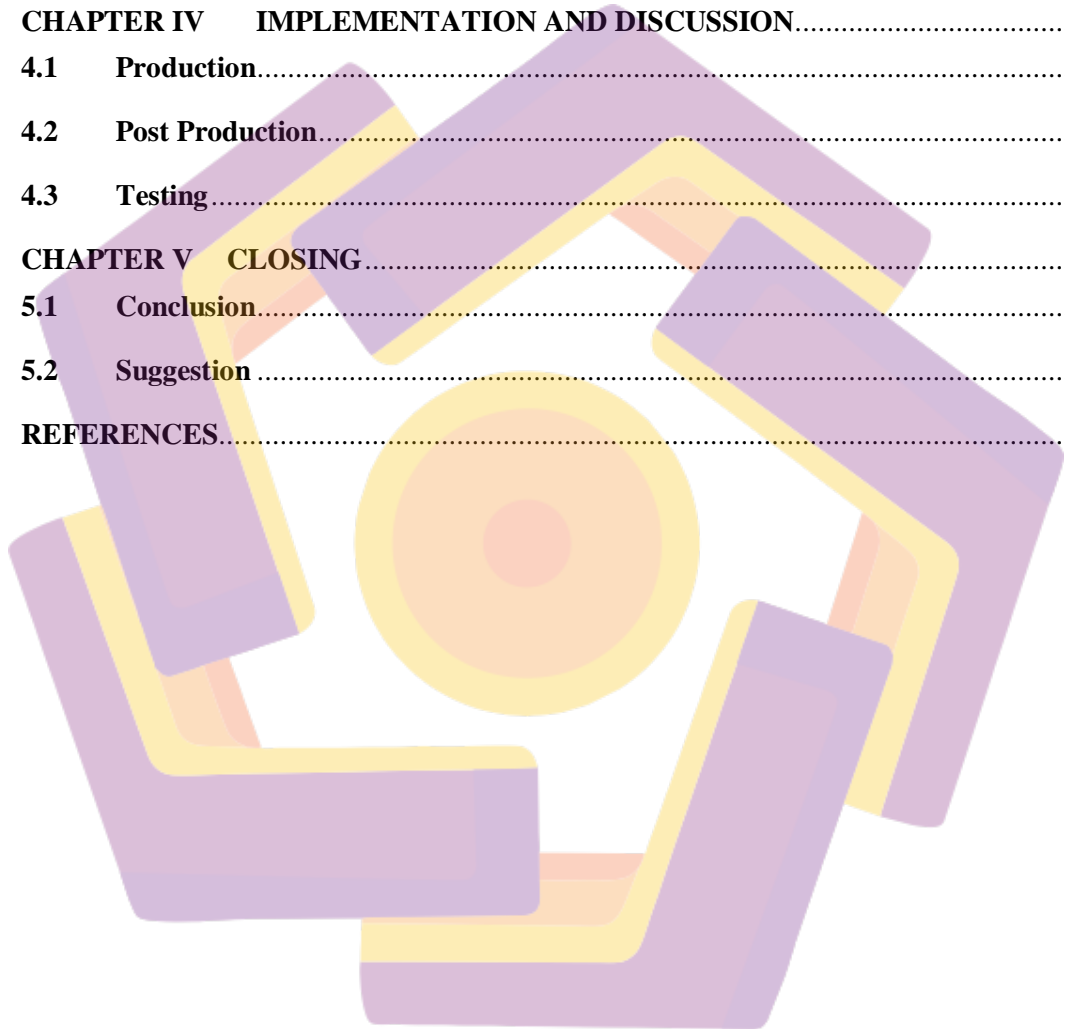 CHAPTER IV IMPLEMENTATION AND DISCUSSION................................
4.1 Production................................................................................
4.2 Post Production........................................................................
4.3 Testing.....................................................................................
CHAPTER V CLOSING....................................................................
5.1 Conclusion...............................................................................
5.2 Suggestion...............................................................................
REFERENCES....................................................................................